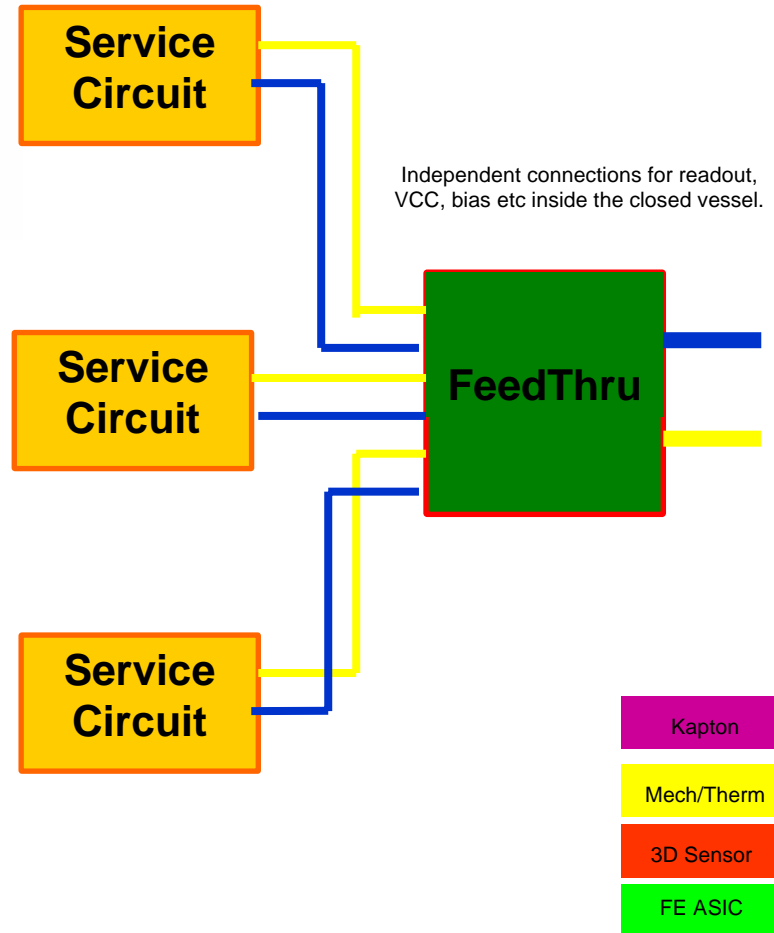 Service
Circuit
Independent connections for readout,
VCC, bias etc inside the closed vessel.
Service
Circuit
FeedThru
Service
Circuit
Kapton
Mech/Therm
3D Sensor
FE ASIC